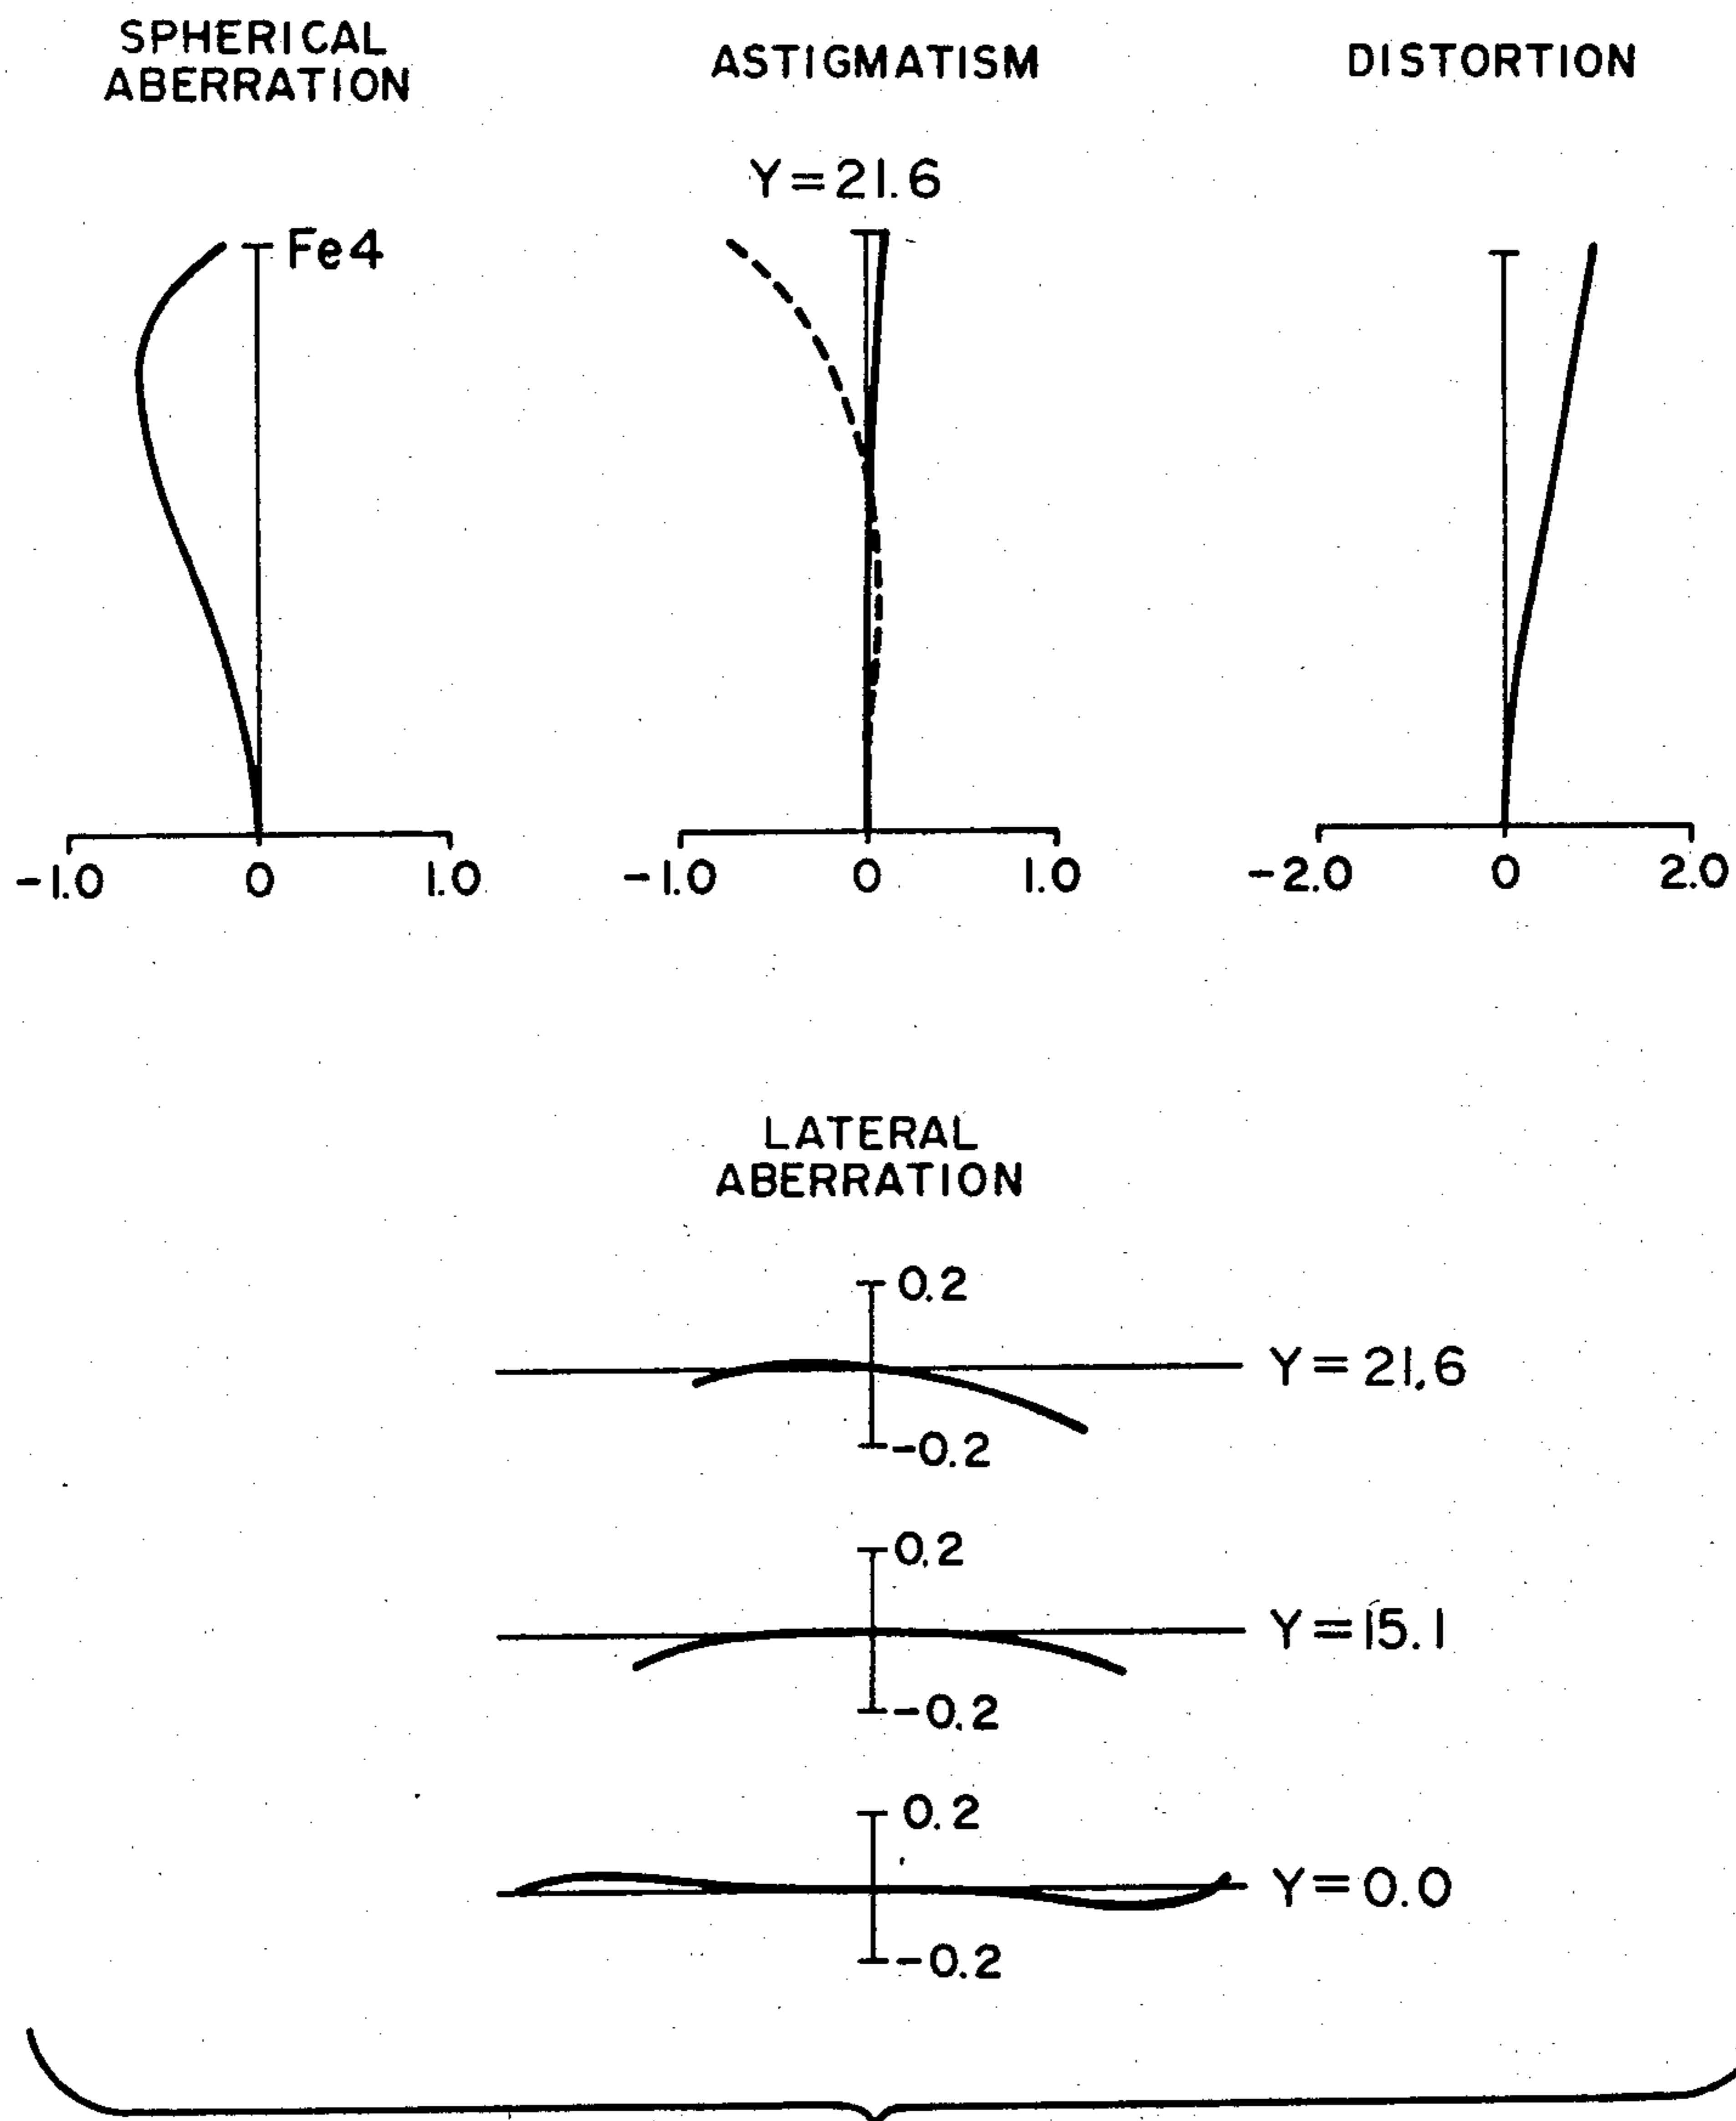 SPHERICAL
ABERRATION
ASTIGMATISM
DISTORTION
Y=21.6
Fe4
-1.0 0 1.0
-1.0 0 1.0
-2.0 0 2.0
LATERAL
ABERRATION
0.2
Y=21.6
-0.2
0.2
Y=15.1
-0.2
0.2
Y=0.0
-0.2